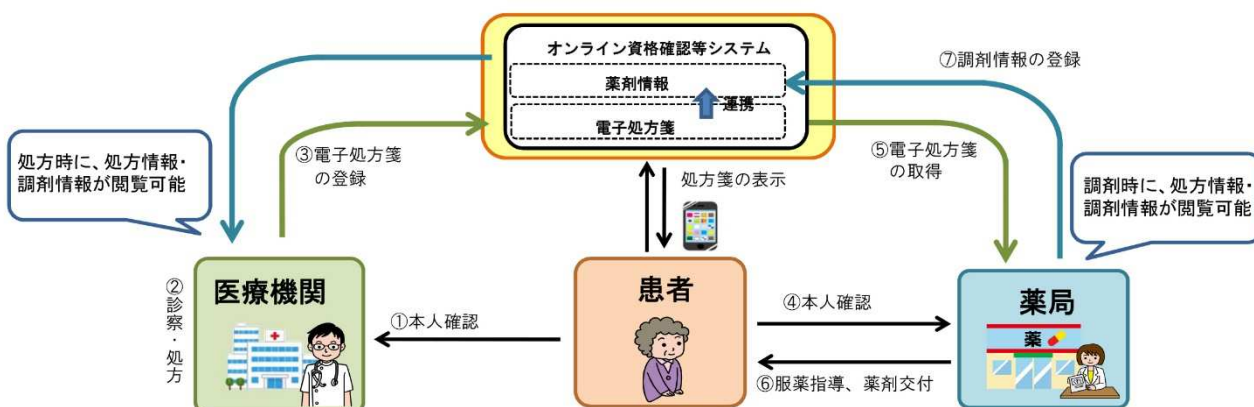 オンライン資格確認等システム
薬剤情報
連携
電子処方箋
⑦調剤情報の登録
処方時に、処方情報・
調剤情報が閲覧可能
③電子処方箋
の登録
処方箋の表示
⑤電子処方箋
の取得
調剤時に、処方情報・
調剤情報が閲覧可能
②診察・処方
医療機関
①本人確認
患者
④本人確認
⑥服薬指導、薬剤交付
薬局
薬